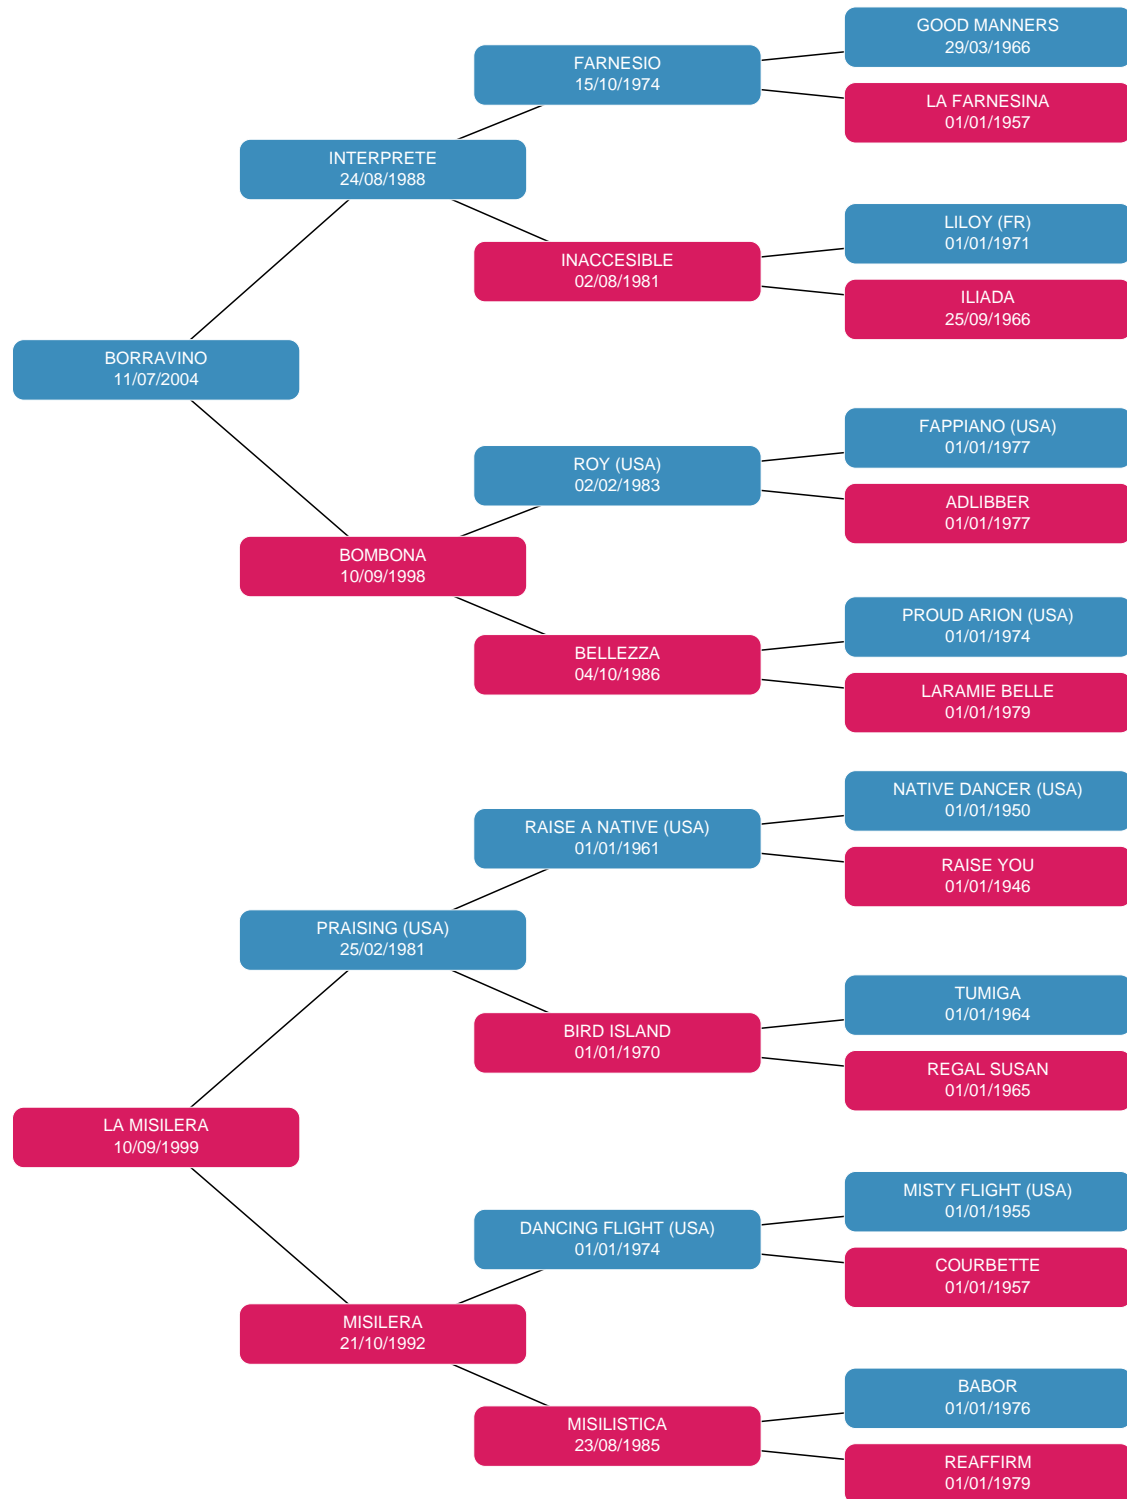 GOOD MANNERS
29/03/1966
FARNESIO
15/10/1974
LA FARNESINA
01/01/1957
INTERPRETE
24/08/1988
LILOY (FR)
01/01/1971
INACCESIBLE
02/08/1981
ILIADA
25/09/1966
BORRAVINO
11/07/2004
FAPPIANO (USA)
01/01/1977
ROY (USA)
02/02/1983
ADLIBBER
01/01/1977
BOMBONA
10/09/1998
PROUD ARION (USA)
01/01/1974
BELLEZZA
04/10/1986
LARAMIE BELLE
01/01/1979
NATIVE DANCER (USA)
01/01/1950
RAISE A NATIVE (USA)
01/01/1961
RAISE YOU
01/01/1946
PRAISING (USA)
25/02/1981
TUMIGA
01/01/1964
BIRD ISLAND
01/01/1970
REGAL SUSAN
01/01/1965
LA MISILERA
10/09/1999
MISTY FLIGHT (USA)
01/01/1955
DANCING FLIGHT (USA)
01/01/1974
COURBETTE
01/01/1957
MISILERA
21/10/1992
BABOR
01/01/1976
MISILISTICA
23/08/1985
REAFFIRM
01/01/1979